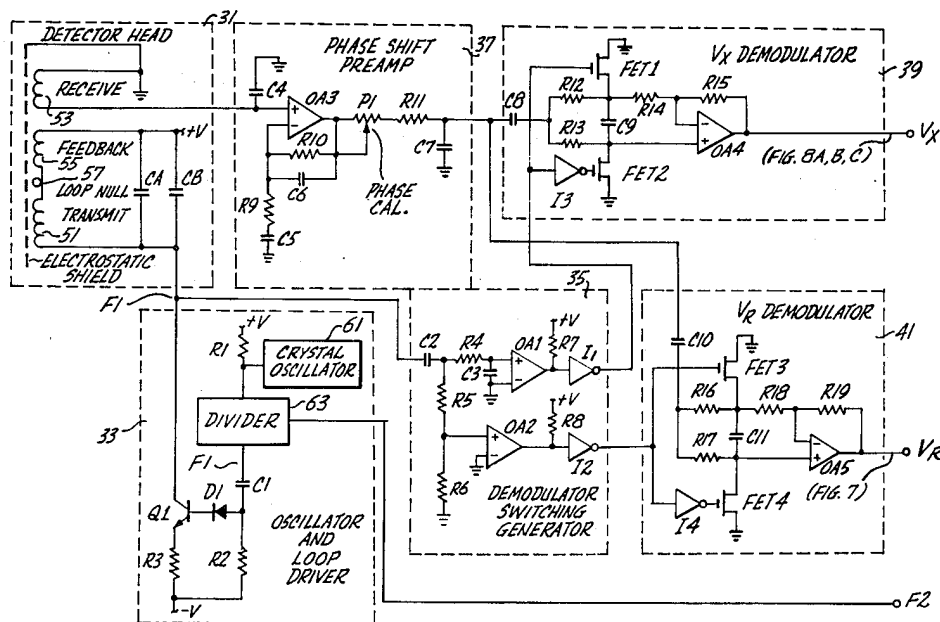 31
DETECTOR HEAD
RECEIVE
53
+V
FEEDBACK
55
57
LOOP NULL
CA
CB
TRANSMIT
51
ELECTROSTATIC SHIELD
F1
PHASE SHIFT PREAMP
37
C4
OA3
+
-
P1
R11
R10
C6
C7
R9
C5
PHASE CAL.
VX DEMODULATOR
39
FET1
C8
R12
R14
R15
C9
R13
-
+
OA4
VX
(FIG. 8A, B, C)
I3
FET2
35
+V
C2
R4
OA1
R7
I1
C3
+
-
R5
+V
OA2
R8
+
-
I2
R6
DEMODULATOR SWITCHING GENERATOR
VR DEMODULATOR
41
C10
FET3
R16
R18
R19
C11
R17
-
+
OA5
VR
(FIG. 7)
I4
FET4
+V
R1
61
CRYSTAL OSCILLATOR
63
DIVIDER
33
F1
C1
D1
Q1
R3
R2
OSCILLATOR AND LOOP DRIVER
-V
F2